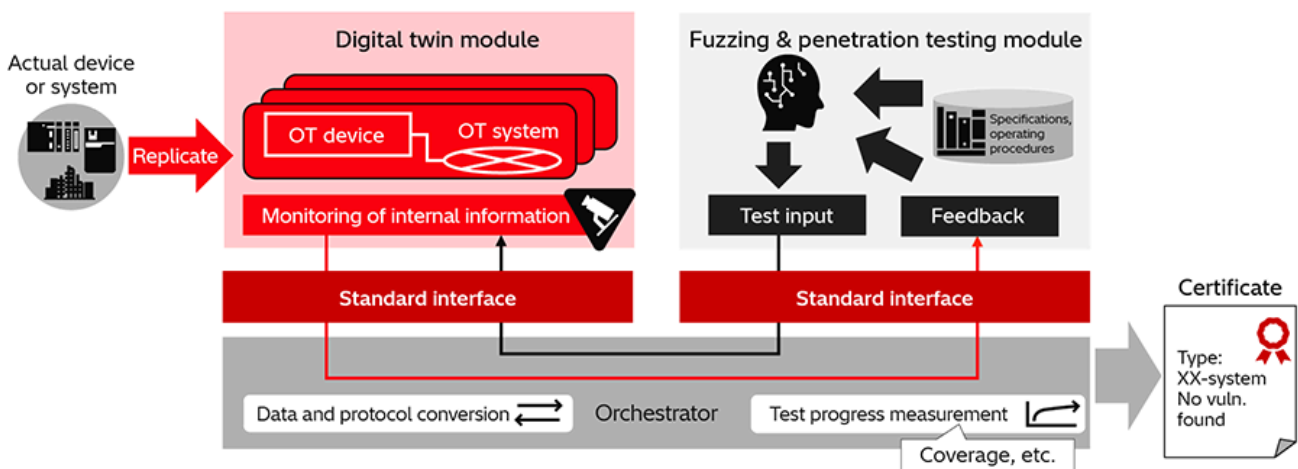 Digital twin module
Fuzzing & penetration testing module
Actual device
or system
Replicate
OT device
OT system
Specifications,
operating
procedures
Monitoring of internal information
Test input
Feedback
Standard interface
Standard interface
Certificate
Type:
XX-system
No vuln.
found
Data and protocol conversion
Orchestrator
Test progress measurement
Coverage, etc.